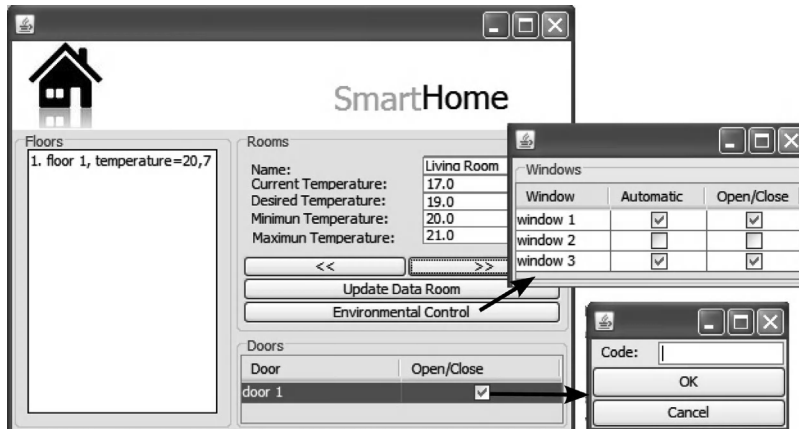 SmartHome
Floors
1. floor 1, temperature=20,7
Rooms
Name: Living Room
Current Temperature: 17.0
Desired Temperature: 19.0
Minimun Temperature: 20.0
Maximun Temperature: 21.0
<< >>
Update Data Room
Environmental Control
Doors
Door Open/Close
door 1
Windows
Window Automatic Open/Close
window 1
window 2
window 3
Code:
OK
Cancel